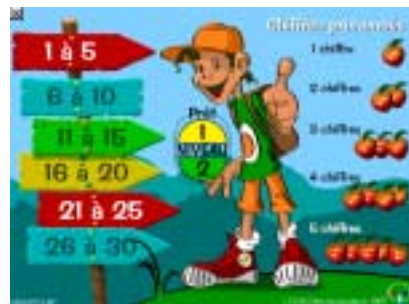 1 à 5
6 à 10
11 à 15
16 à 20
21 à 25
26 à 30
Prêt
1
NIVEAU
2
1 chiffre
2 chiffres
3 chiffres
4 chiffres
5 chiffres